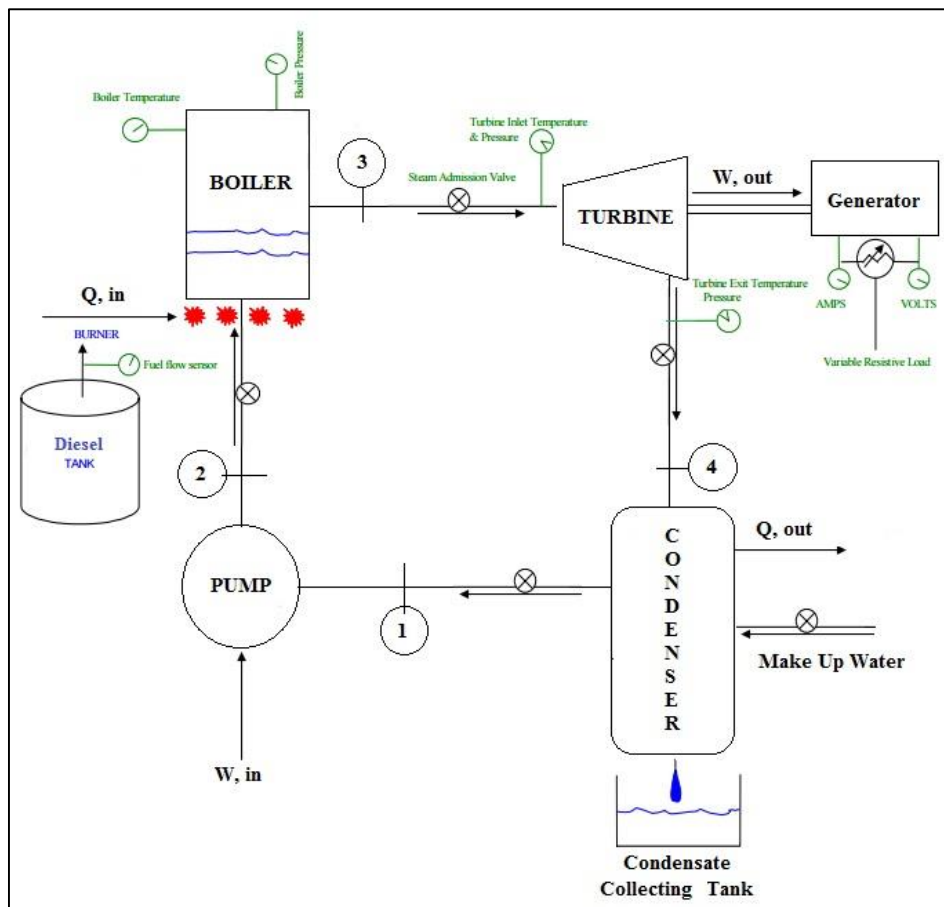 Boiler Pressure
Boiler Temperature
BOILER
3
Steam Admission Valve
Turbine Inlet Temperature
& Pressure
TURBINE
W, out
Generator
AMPS
VOLTS
Variable Resistive Load
Turbine Exit Temperature
Pressure
Q, in
BURNER
Fuel flow sensor
Diesel
TANK
2
4
PUMP
1
W, in
C
O
N
D
E
N
S
E
R
Q, out
Make Up Water
Condensate
Collecting Tank